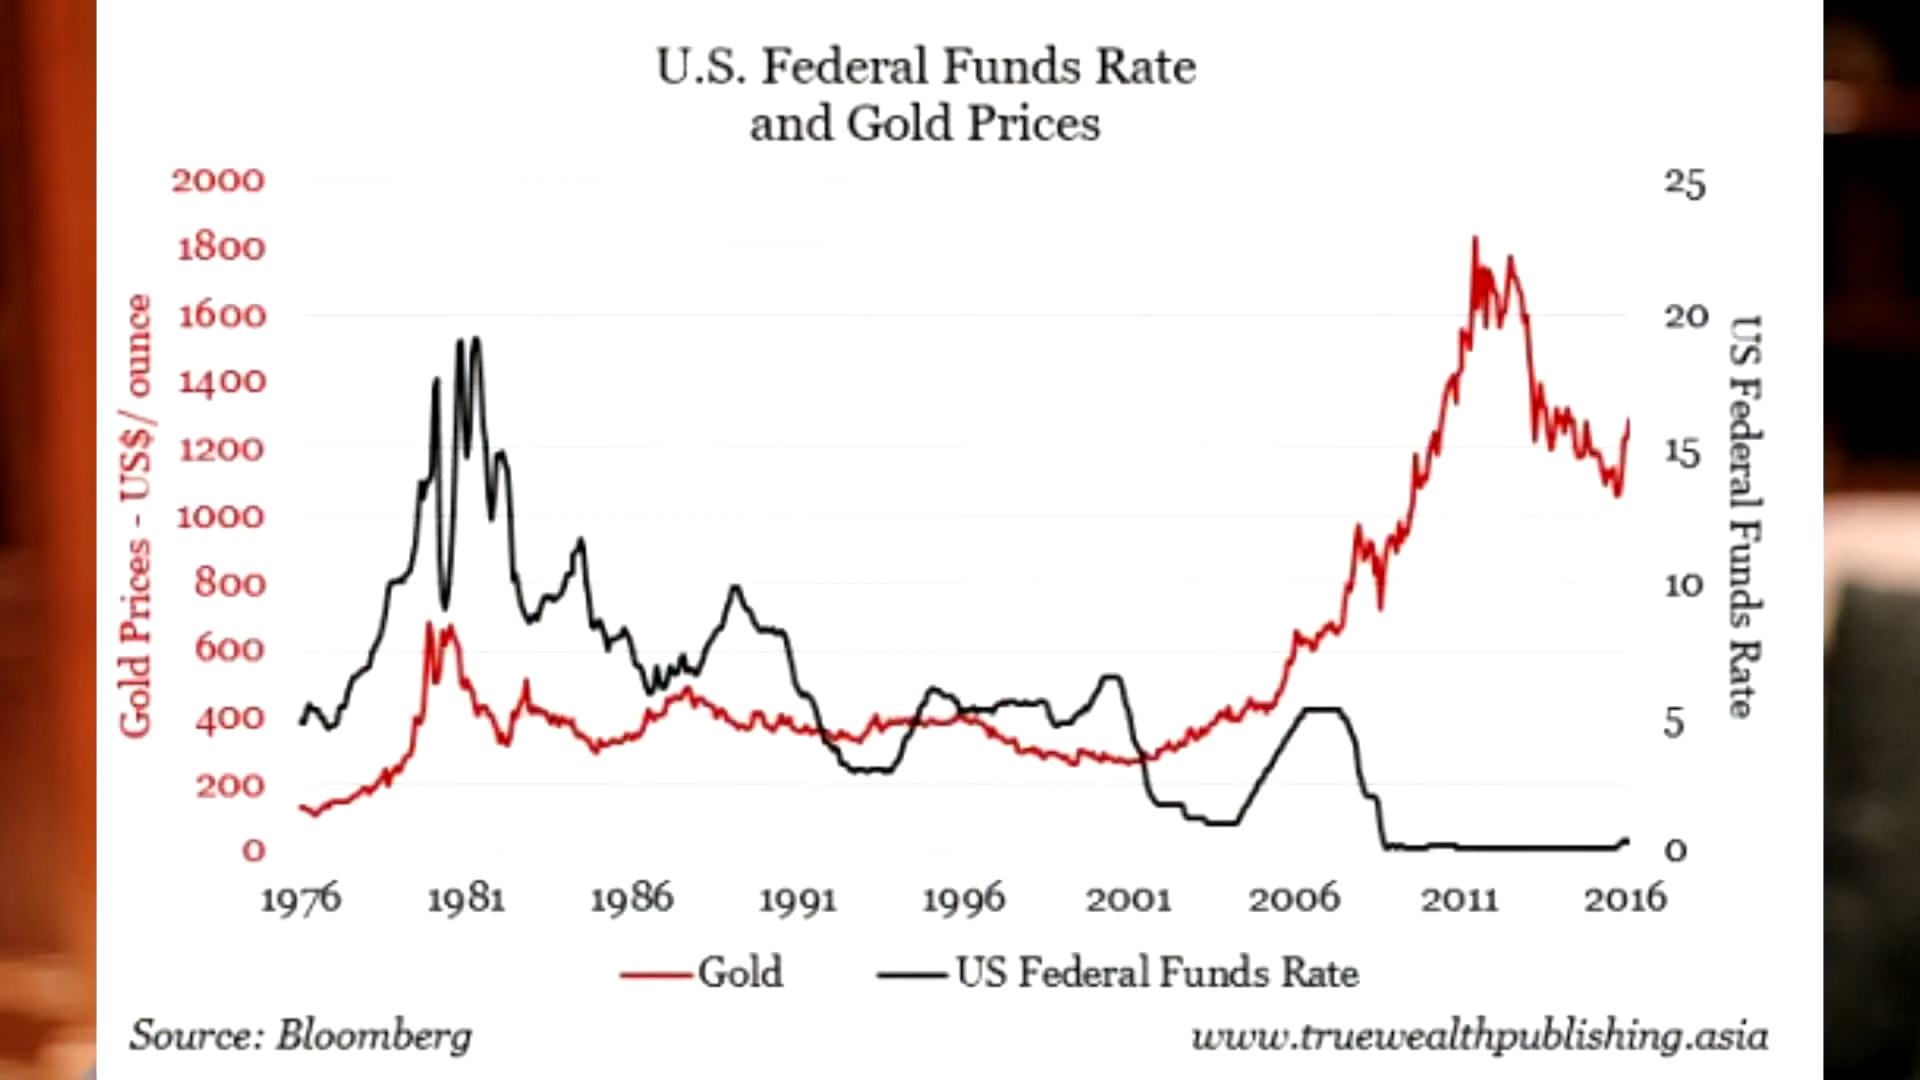 U.S. Federal Funds Rate
and Gold Prices
2000
1800
1600
1400
1200
1000
800
600
400
200
0
Gold Prices - US$/ ounce
25
20
15
10
5
0
US Federal Funds Rate
1976 1981 1986 1991 1996 2001 2006 2011 2016
Gold US Federal Funds Rate
Source: Bloomberg
www.truewealthpublishing.asia